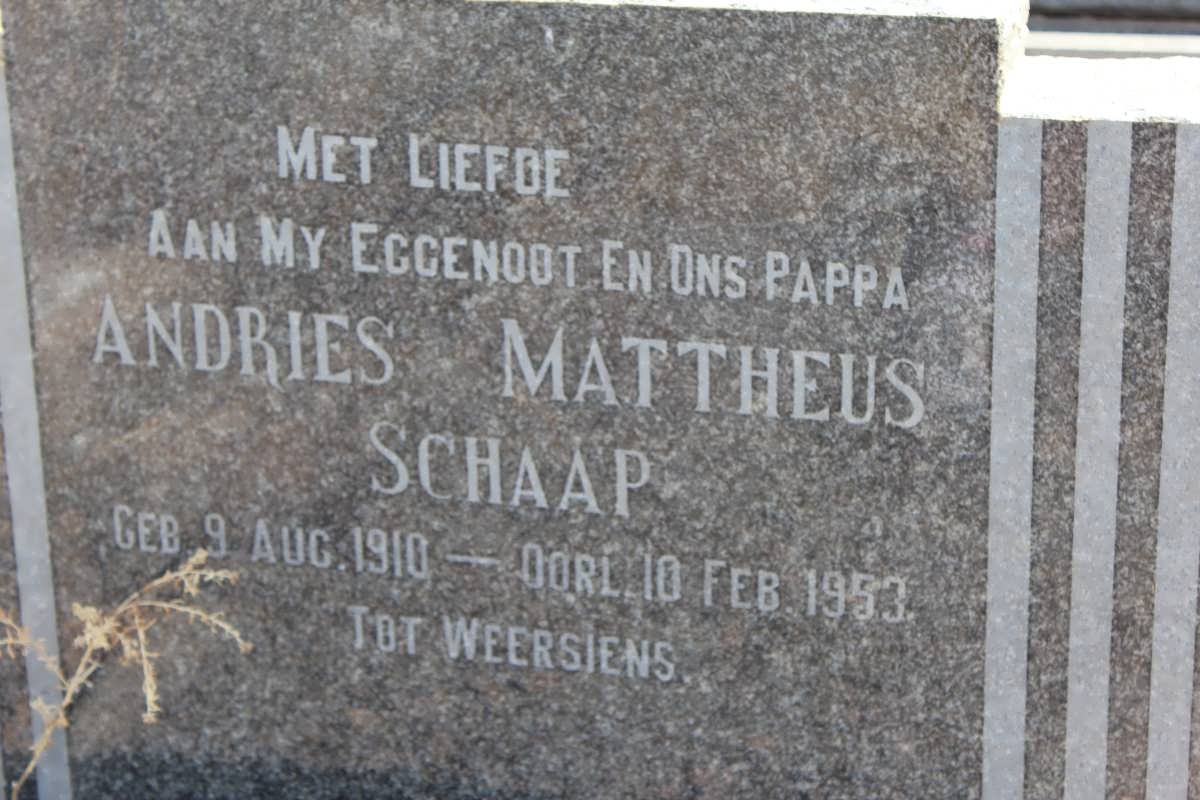 MET LIEFDE
AAN MY EGGENOOT EN ONS PAPPA
ANDRIES MATTHEUS
SCHAAP
GEB. 9 AUG. 1910 — OORL. 10 FEB. 1953.
TOT WEERSIENS.